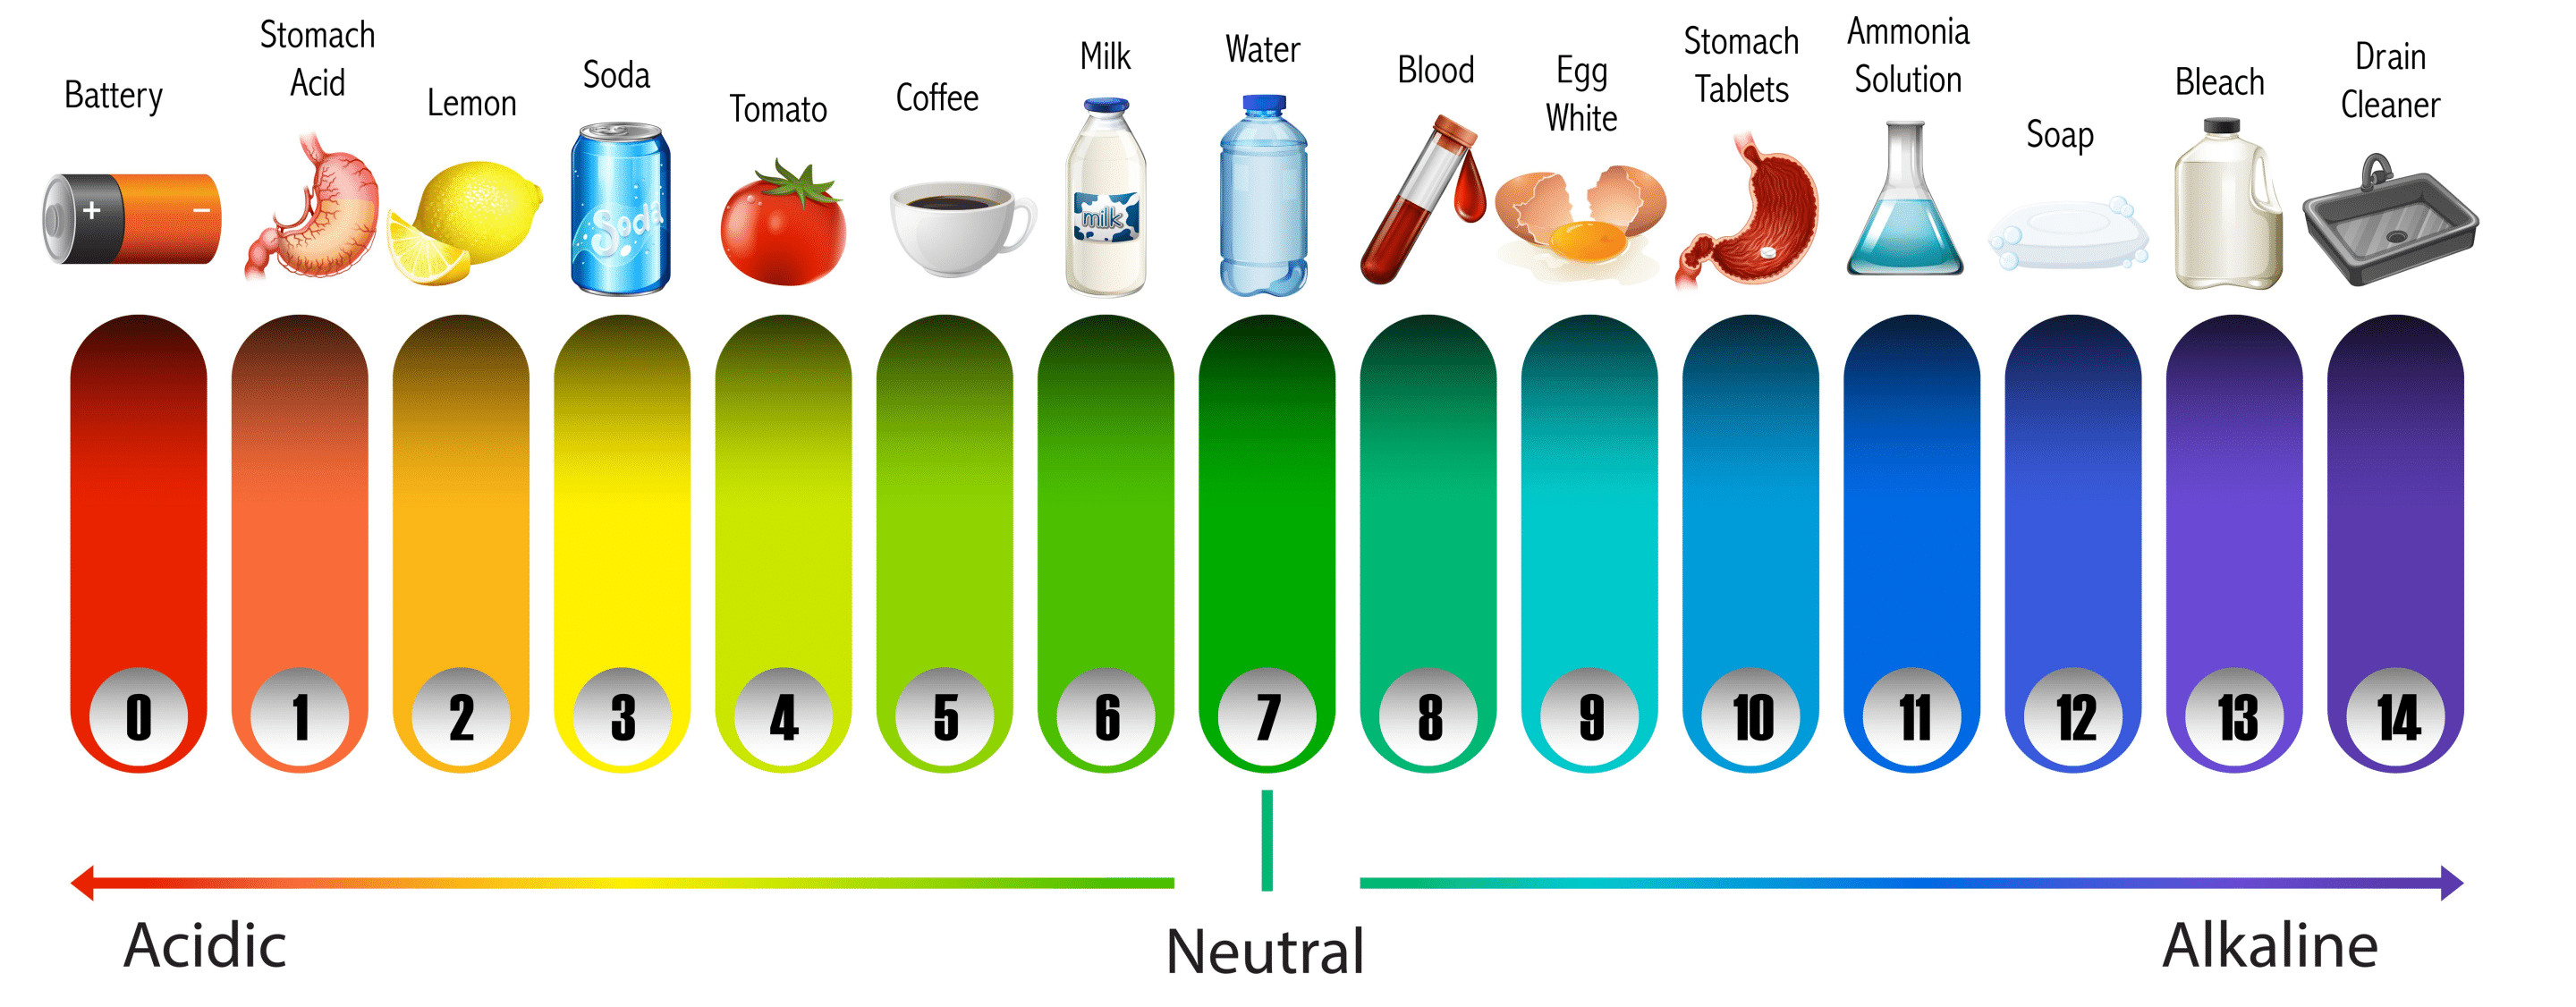 Battery
Stomach
Acid
Lemon
Soda
Tomato
Coffee
Milk
Water
Blood
Egg
White
Stomach
Tablets
Ammonia
Solution
Soap
Bleach
Drain
Cleaner
+ −
Soda
milk
0 1 2 3 4 5 6 7 8 9 10 11 12 13 14
Acidic
Neutral
Alkaline